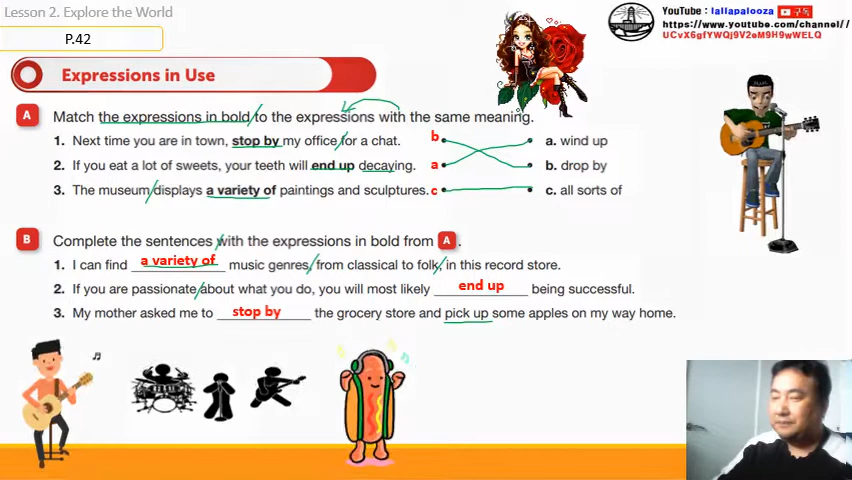 Lesson 2. Explore the World
P.42
YouTube : lallapalooza 구독
https://www.youtube.com/channel/
UCvX6gfYWQj9V2eM9H9wWELQ
Expressions in Use
A Match the expressions in bold to the expressions with the same meaning.
1. Next time you are in town, stop by my office for a chat. b a. wind up
2. If you eat a lot of sweets, your teeth will end up decaying. a b. drop by
3. The museum displays a variety of paintings and sculptures. c c. all sorts of
B Complete the sentences with the expressions in bold from A.
1. I can find a variety of music genres, from classical to folk, in this record store.
2. If you are passionate about what you do, you will most likely end up being successful.
3. My mother asked me to stop by the grocery store and pick up some apples on my way home.